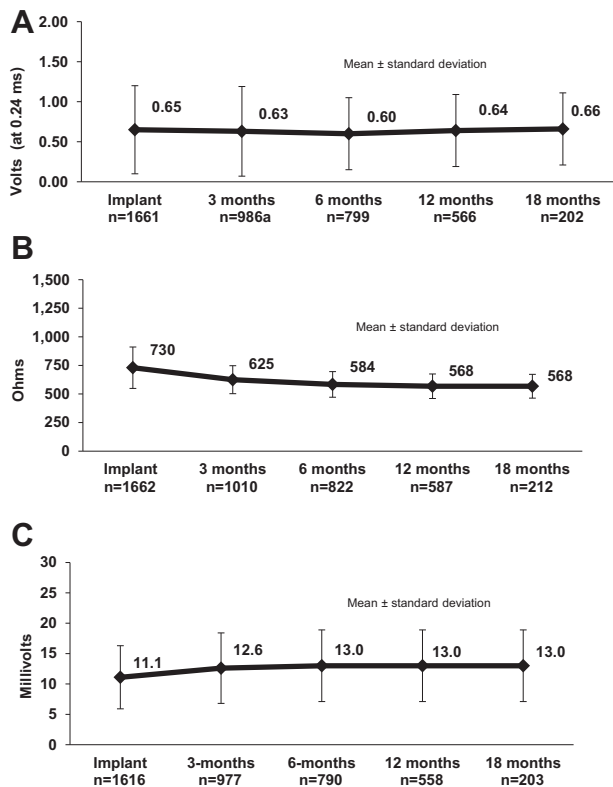 A
Volts (at 0.24 ms)
2.00
1.50
1.00
0.50
0.00
Mean ± standard deviation
0.65
0.63
0.60
0.64
0.66
Implant 3 months 6 months 12 months 18 months
n=1661 n=986a n=799 n=566 n=202
B
Ohms
1,500
1,250
1,000
750
500
250
0
Mean ± standard deviation
730
625
584
568
568
Implant 3 months 6 months 12 months 18 months
n=1662 n=1010 n=822 n=587 n=212
C
Millivolts
30
25
20
15
10
5
0
Mean ± standard deviation
11.1
12.6
13.0
13.0
13.0
Implant 3-months 6-months 12 months 18 months
n=1616 n=977 n=790 n=558 n=203